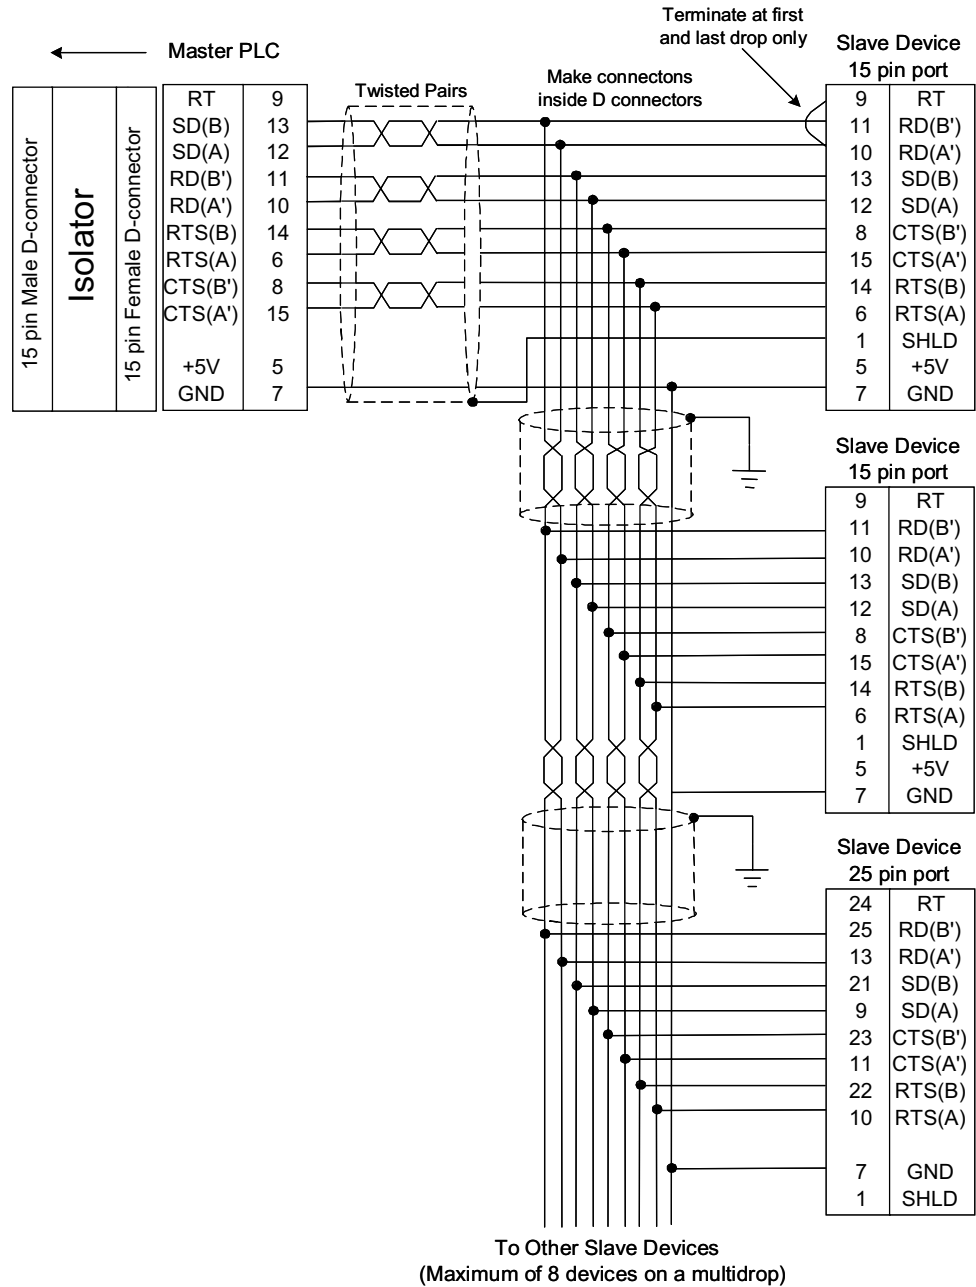 Terminate at first
and last drop only
Master PLC
Slave Device
15 pin port
Make connectons
inside D connectors
Twisted Pairs
15 pin Male D-connector
Isolator
15 pin Female D-connector
RT 9
SD(B) 13
SD(A) 12
RD(B') 11
RD(A') 10
RTS(B) 14
RTS(A) 6
CTS(B') 8
CTS(A') 15
+5V 5
GND 7
9 RT
11 RD(B')
10 RD(A')
13 SD(B)
12 SD(A)
8 CTS(B')
15 CTS(A')
14 RTS(B)
6 RTS(A)
1 SHLD
5 +5V
7 GND
Slave Device
15 pin port
9 RT
11 RD(B')
10 RD(A')
13 SD(B)
12 SD(A)
8 CTS(B')
15 CTS(A')
14 RTS(B)
6 RTS(A)
1 SHLD
5 +5V
7 GND
Slave Device
25 pin port
24 RT
25 RD(B')
13 RD(A')
21 SD(B)
9 SD(A)
23 CTS(B')
11 CTS(A')
22 RTS(B)
10 RTS(A)
7 GND
1 SHLD
To Other Slave Devices
(Maximum of 8 devices on a multidrop)